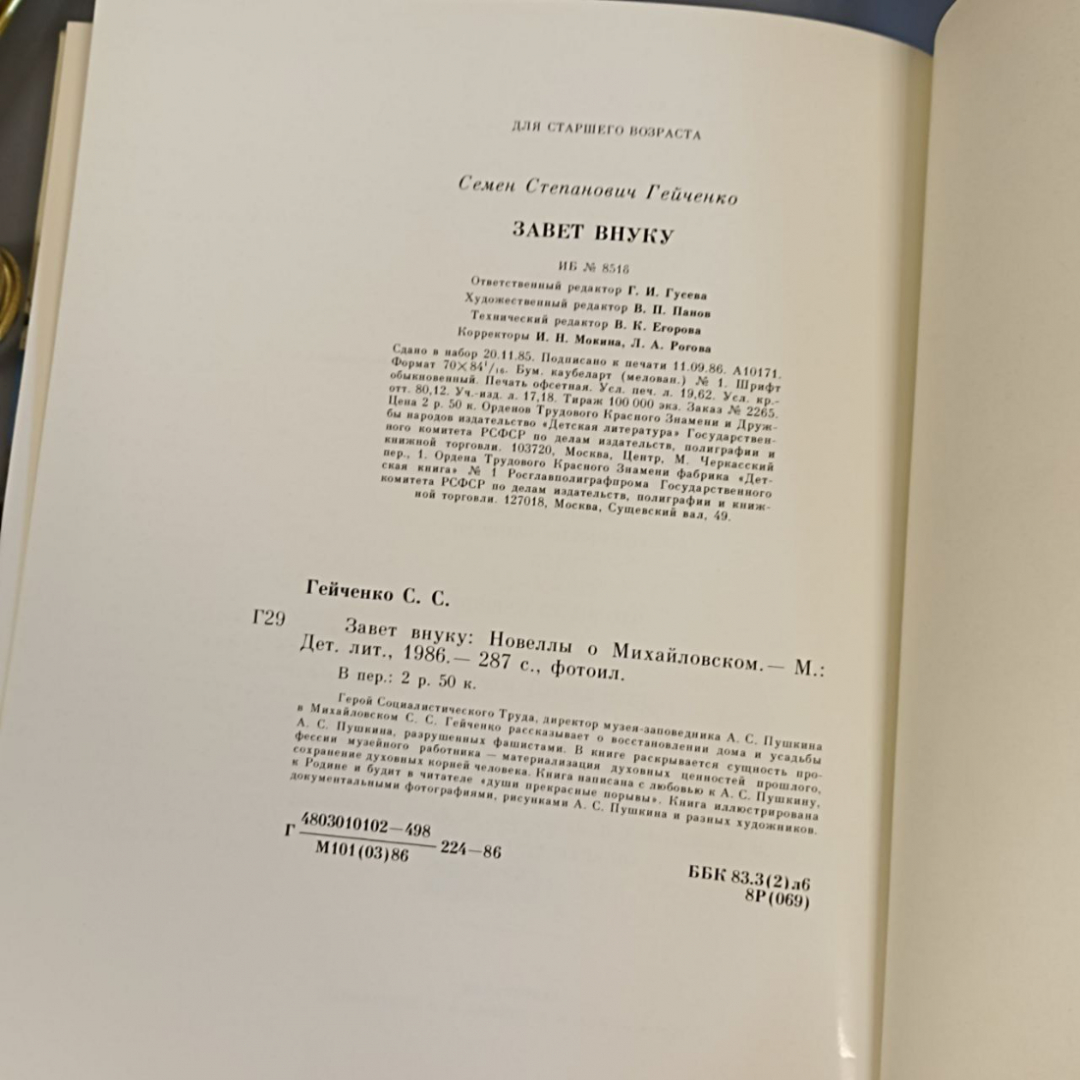 ДЛЯ СТАРШЕГО ВОЗРАСТА
Семен Степанович Гейченко
ЗАВЕТ ВНУКУ
ИБ № 8516
Ответственный редактор Г. И. Гусева
Художественный редактор В. П. Панов
Технический редактор В. К. Егорова
Корректоры И. Н. Мокина, Л. А. Рогова
Сдано в набор 20.11.85. Подписано к печати 11.09.86. А10171.
Формат 70×84¹/₁₆. Бум. каубеларт (мелован.) № 1. Шрифт
обыкновенный. Печать офсетная. Усл. печ. л. 19,62. Усл. кр.-
отт. 80,12. Уч.-изд. л. 17,18. Тираж 100 000 экз. Заказ № 2265.
Цена 2 р. 50 к. Орденов Трудового Красного Знамени и Друж-
бы народов издательство «Детская литература» Государствен-
ного комитета РСФСР по делам издательств, полиграфии и
книжной торговли. 103720, Москва, Центр, М. Черкасский
пер., 1. Ордена Трудового Красного Знамени фабрика «Дет-
ская книга» № 1 Росглавполиграфпрома Государственного
комитета РСФСР по делам издательств, полиграфии и книж-
ной торговли. 127018, Москва, Сущевский вал, 49.
Гейченко С. С.
Г29 Завет внуку: Новеллы о Михайловском.— М.:
Дет. лит., 1986.— 287 с., фотоил.
В пер.: 2 р. 50 к.
Герой Социалистического Труда, директор музея-заповедника А. С. Пушкина
в Михайловском С. С. Гейченко рассказывает о восстановлении дома и усадьбы
А. С. Пушкина, разрушенных фашистами. В книге раскрывается сущность про-
фессии музейного работника — материализация духовных ценностей прошлого,
сохранение духовных корней человека. Книга написана с любовью к А. С. Пушкину,
к Родине и будит в читателе «души прекрасные порывы». Книга иллюстрирована
документальными фотографиями, рисунками А. С. Пушкина и разных художников.
Г 4803010102—498 224—86
М101(03)86
ББК 83.3(2)л6
8Р(069)